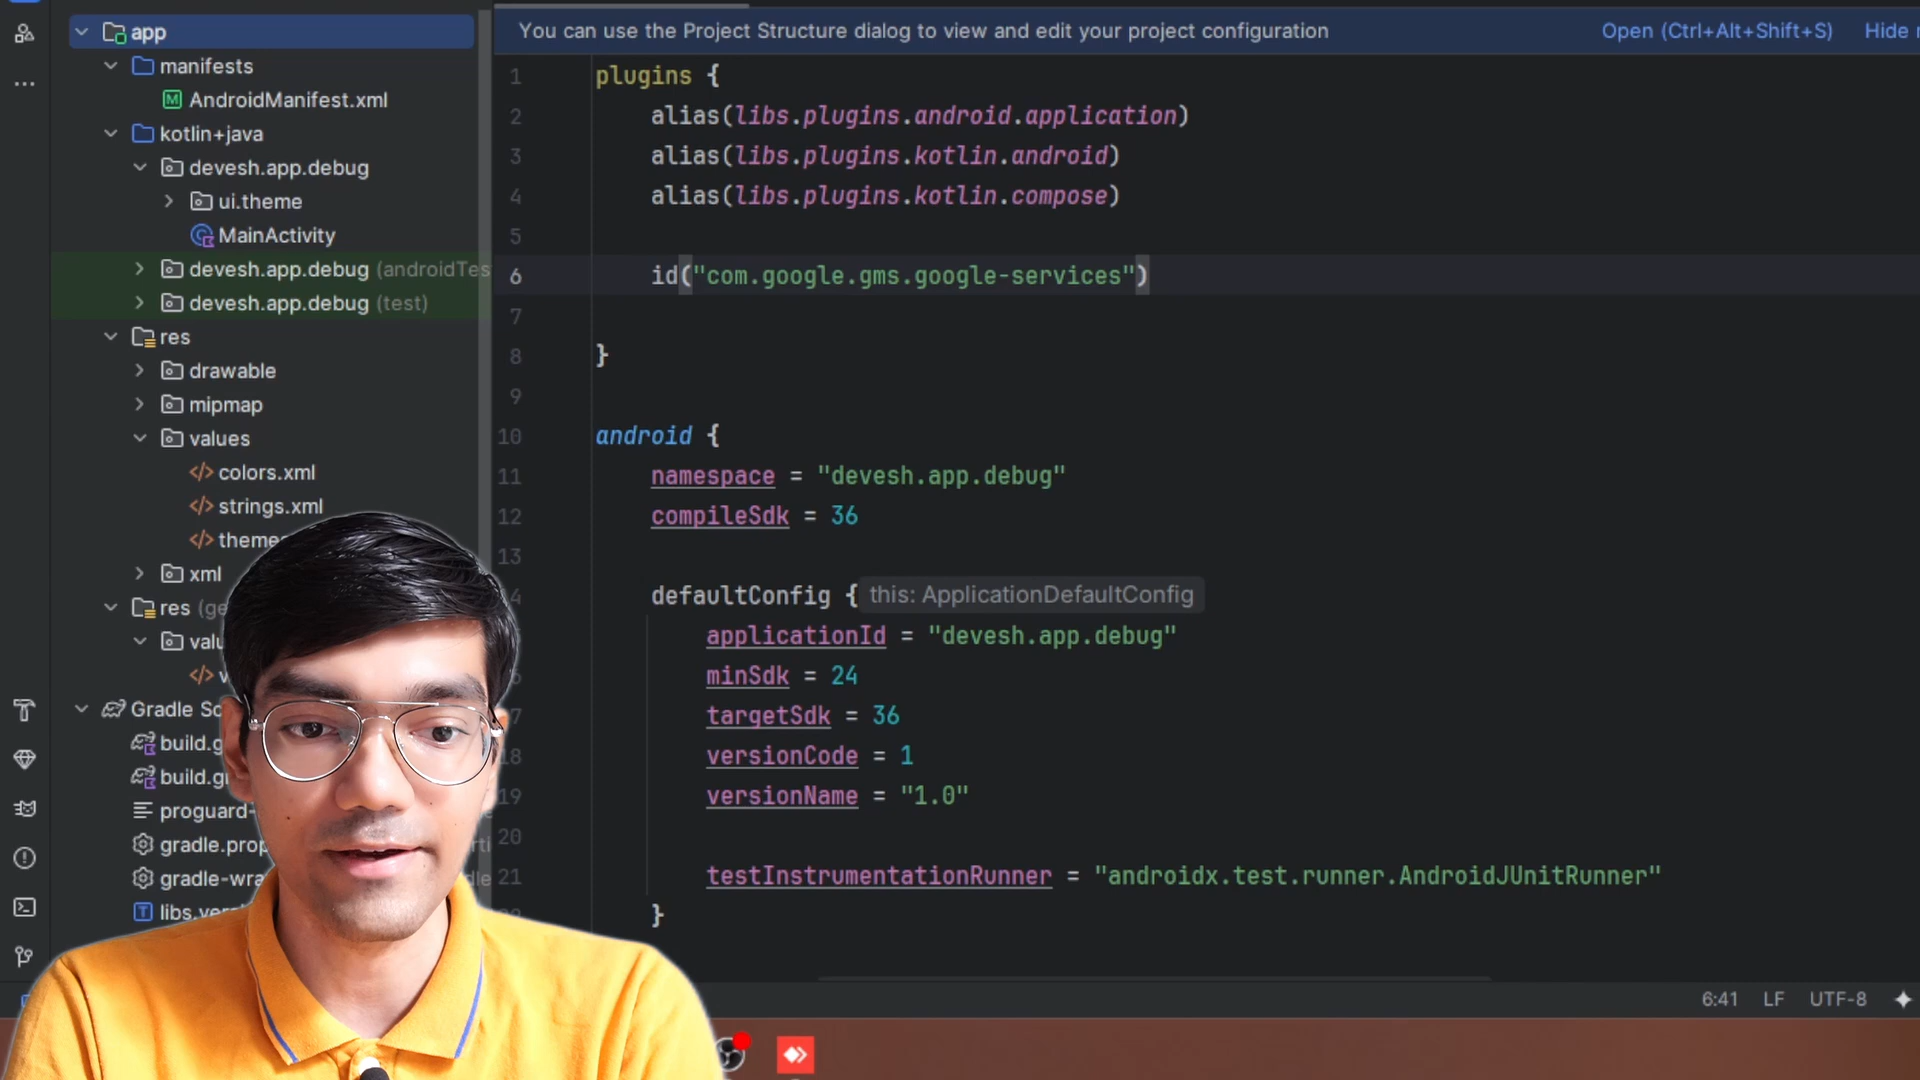 app
manifests
AndroidManifest.xml
kotlin+java
devesh.app.debug
ui.theme
MainActivity
devesh.app.debug
devesh.app.debug (test)
res
drawable
mipmap
values
colors.xml
strings.xml
xml
res
Gradle
You can use the Project Structure dialog to view and edit your project configuration
Open (Ctrl+Alt+Shift+S)
Hide
1 plugins {
2 alias(libs.plugins.android.application)
3 alias(libs.plugins.kotlin.android)
4 alias(libs.plugins.kotlin.compose)
5
6 id("com.google.gms.google-services")
7
8 }
9
10 android {
11 namespace = "devesh.app.debug"
12 compileSdk = 36
13
defaultConfig { this: ApplicationDefaultConfig
applicationId = "devesh.app.debug"
minSdk = 24
targetSdk = 36
18 versionCode = 1
19 versionName = "1.0"
20
21 testInstrumentationRunner = "androidx.test.runner.AndroidJUnitRunner"
}
6:41 LF UTF-8